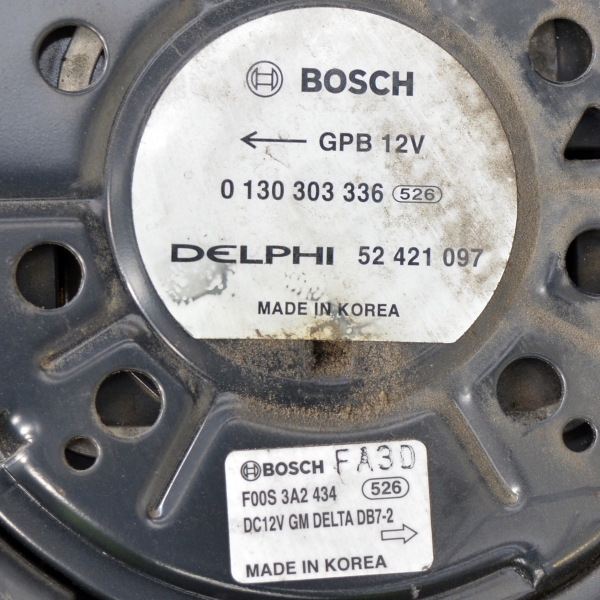 BOSCH
GPB 12V
0 130 303 336 526
DELPHI 52 421 097
MADE IN KOREA
BOSCH FA3D
F00S 3A2 434 526
DC12V GM DELTA DB7-2
MADE IN KOREA